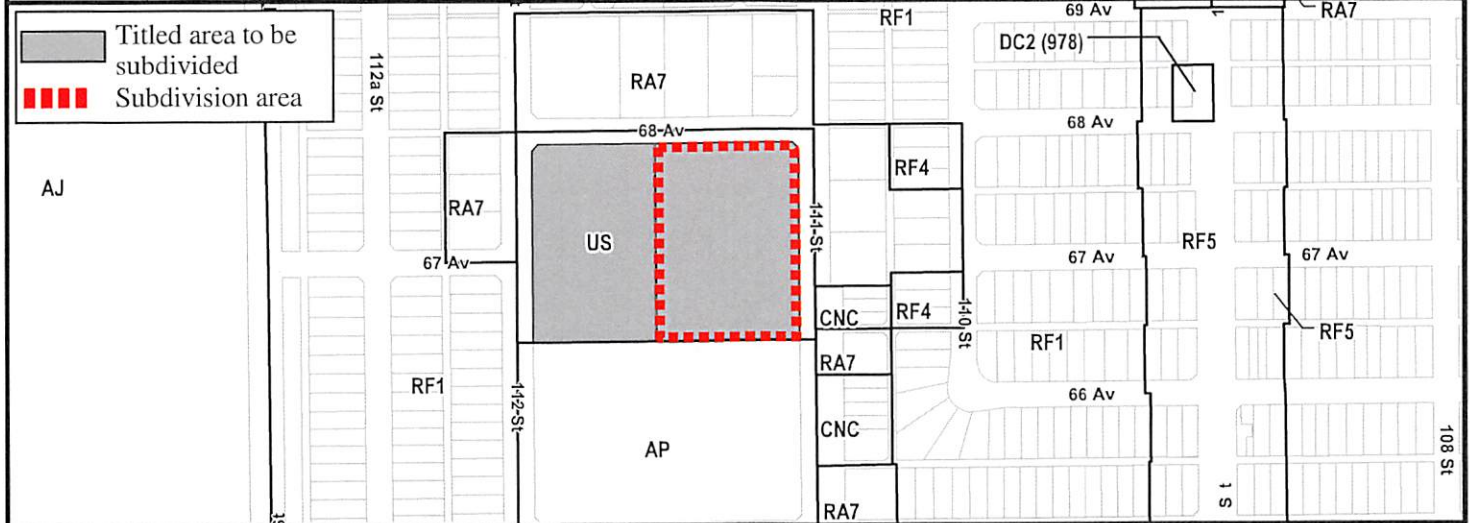 Titled area to be
subdivided
Subdivision area
112a St
RF1
69 Av
RA7
DC2 (978)
RA7
68 Av
68 Av
AJ
RF4
RA7
US
111 St
RF5
67 Av
67 Av
67 Av
CNC
RF4
110 St
RF1
RF5
RA7
RF1
112 St
66 Av
AP
CNC
108 St
RA7
St